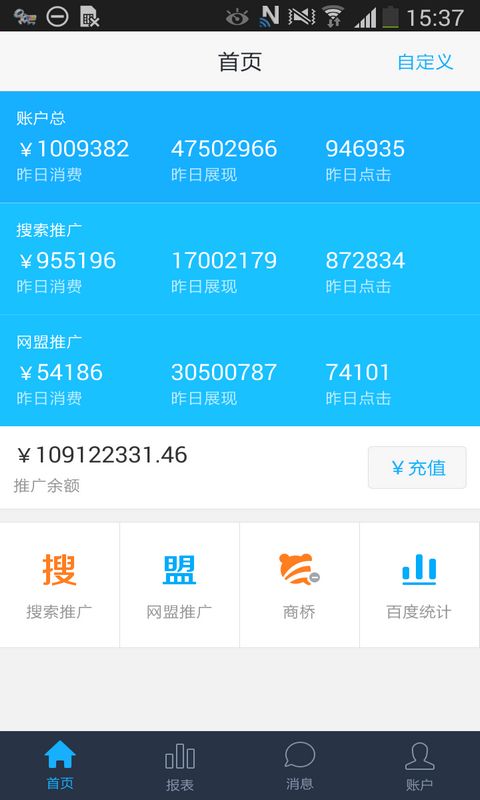 15:37
首页
自定义
账户总
￥1009382 47502966 946935
昨日消费 昨日展现 昨日点击
搜索推广
￥955196 17002179 872834
昨日消费 昨日展现 昨日点击
网盟推广
￥54186 30500787 74101
昨日消费 昨日展现 昨日点击
￥109122331.46
推广余额
￥充值
搜 盟
搜索推广 网盟推广 商桥 百度统计
首页 报表 消息 账户